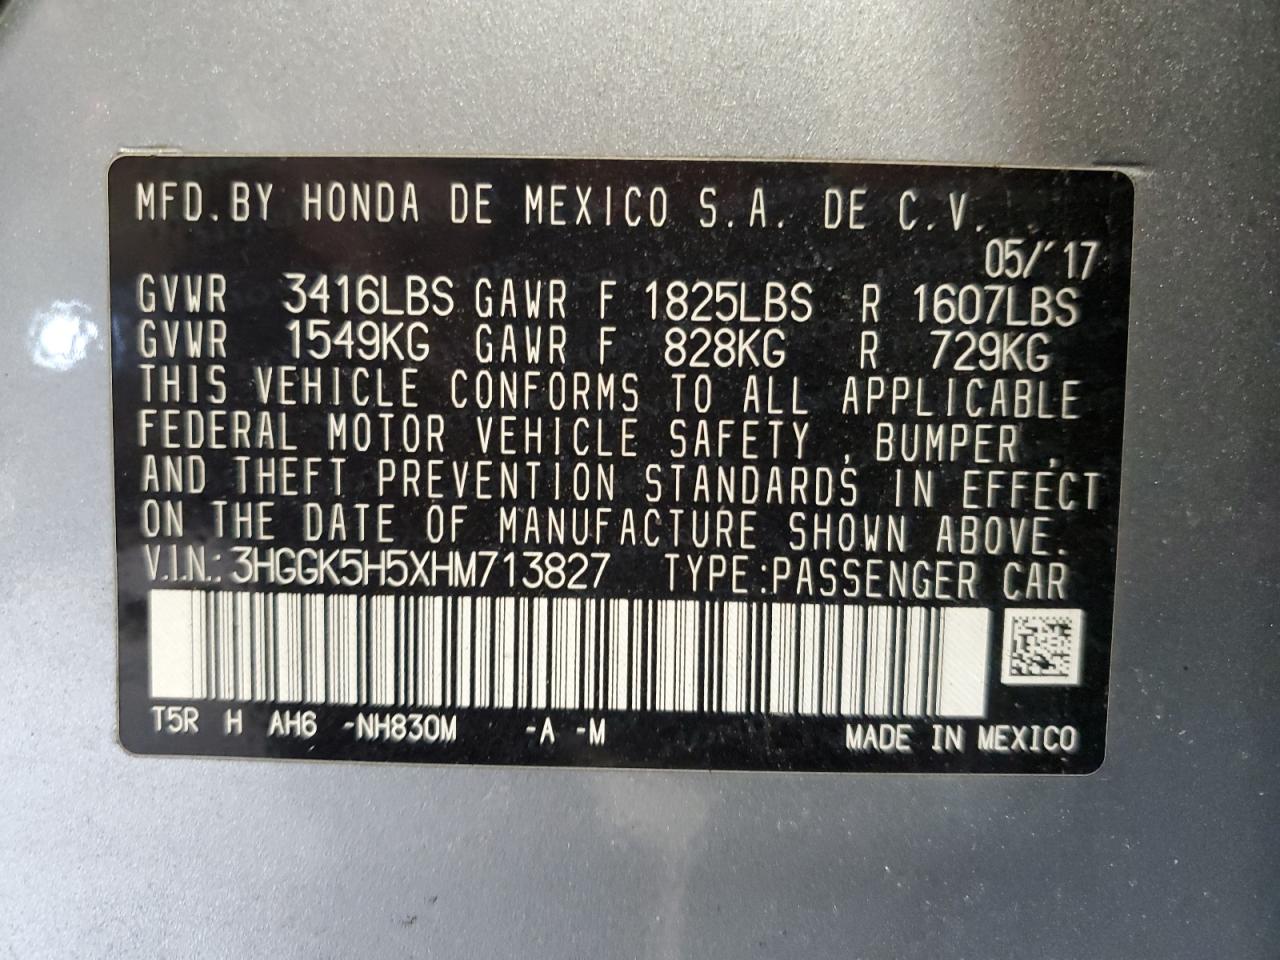 MFD.BY HONDA DE MEXICO S.A. DE C.V.
05/'17
GVWR 3416LBS GAWR F 1825LBS R 1607LBS
GVWR 1549KG GAWR F 828KG R 729KG
THIS VEHICLE CONFORMS TO ALL APPLICABLE
FEDERAL MOTOR VEHICLE SAFETY , BUMPER ,
AND THEFT PREVENTION STANDARDS IN EFFECT
ON THE DATE OF MANUFACTURE SHOWN ABOVE.
V.I.N.: 3HGGK5H5XHM713827 TYPE:PASSENGER CAR
T5R H AH6 -NH830M -A -M MADE IN MEXICO